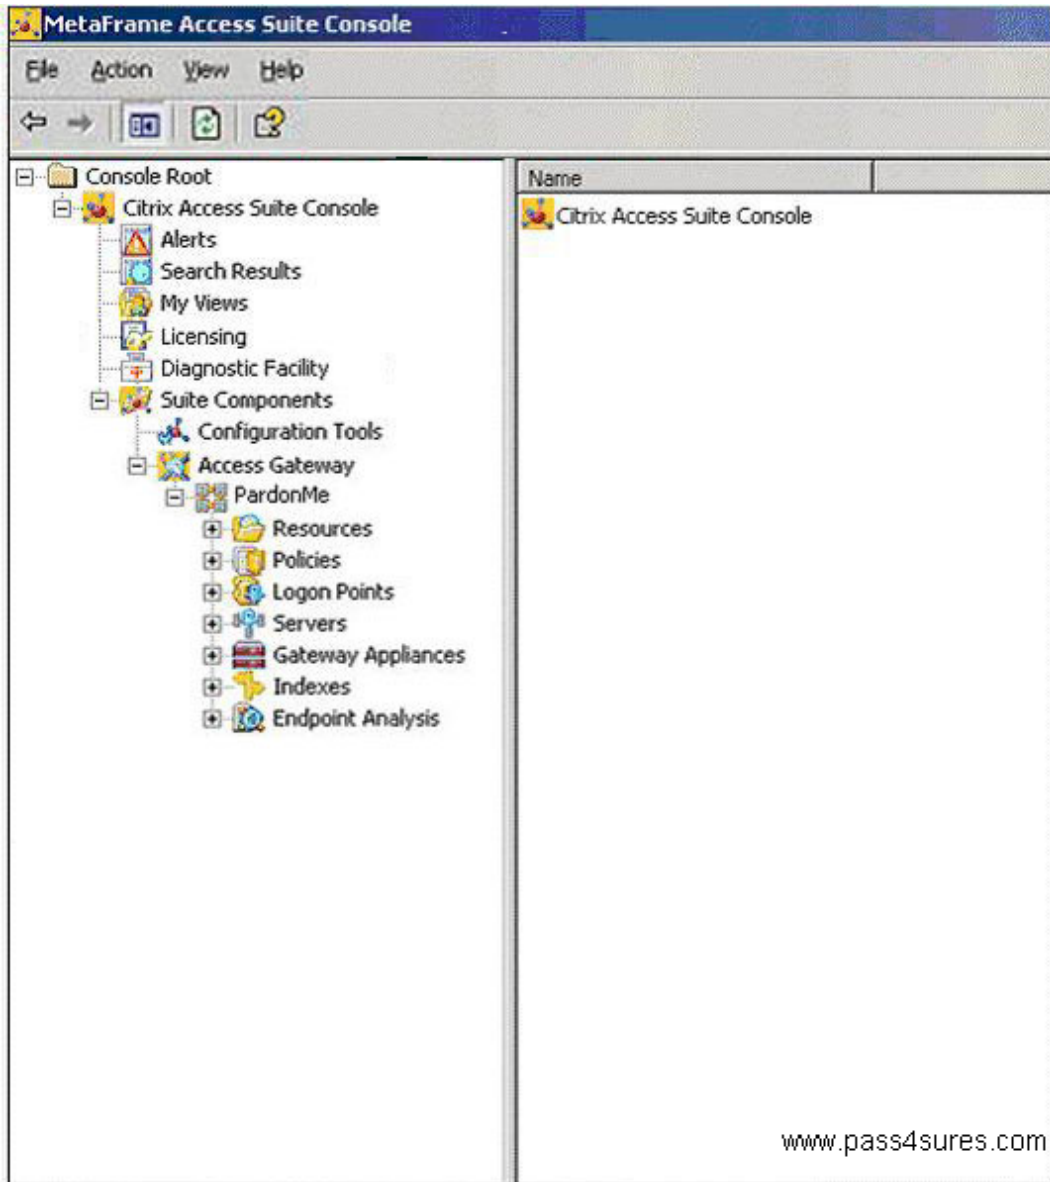 MetaFrame Access Suite Console
File Action View Help
Console Root
Citrix Access Suite Console
Alerts
Search Results
My Views
Licensing
Diagnostic Facility
Suite Components
Configuration Tools
Access Gateway
PardonMe
Resources
Policies
Logon Points
Servers
Gateway Appliances
Indexes
Endpoint Analysis
Name
Citrix Access Suite Console
www.pass4sures.com